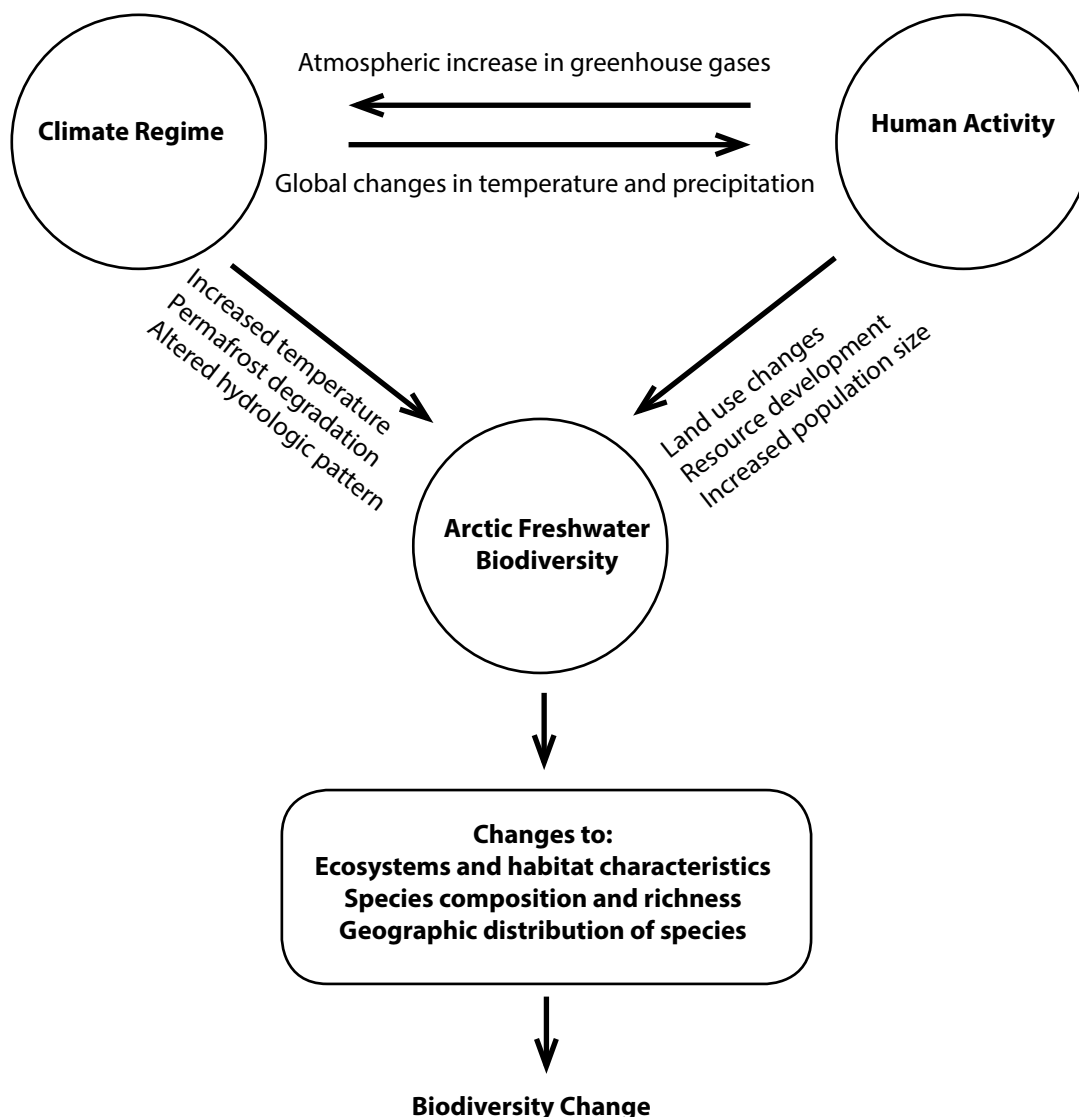 Atmospheric increase in greenhouse gases
Climate Regime
Human Activity
Global changes in temperature and precipitation
Increased temperature
Permafrost degradation
Altered hydrologic pattern
Land use changes
Resource development
Increased population size
Arctic Freshwater
Biodiversity
Changes to:
Ecosystems and habitat characteristics
Species composition and richness
Geographic distribution of species
Biodiversity Change